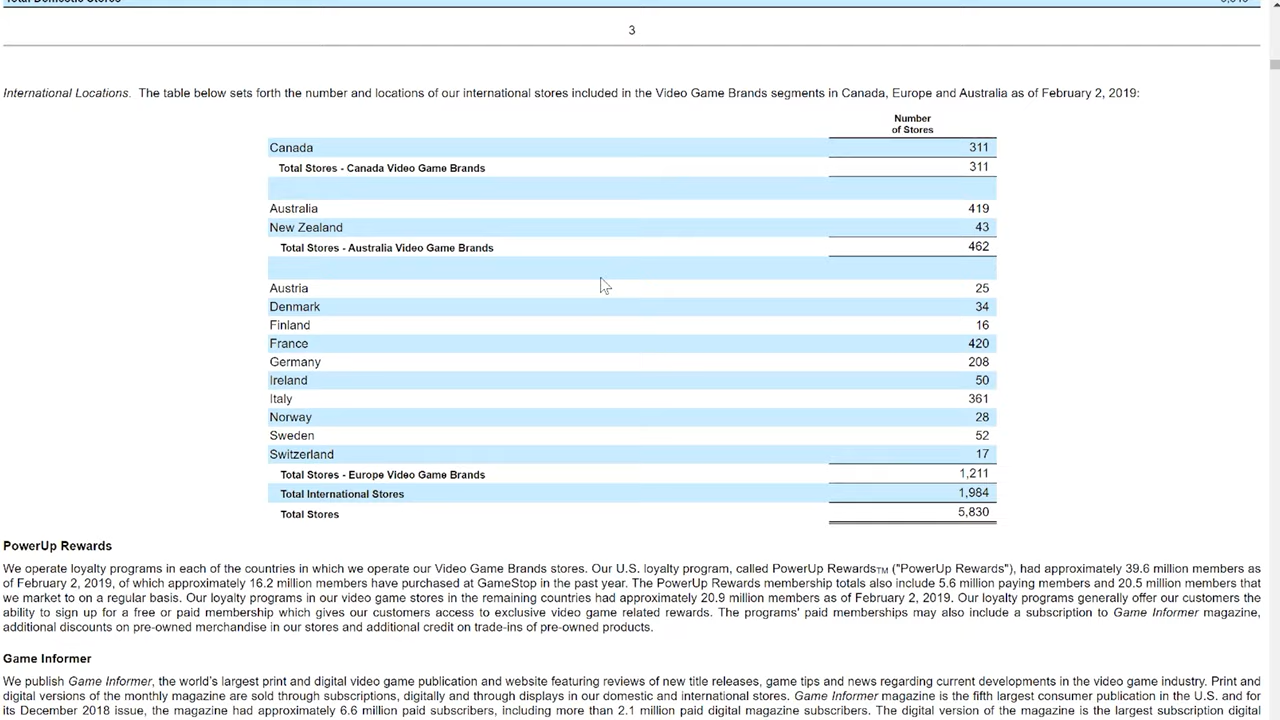 Total Domestic Stores
3
International Locations. The table below sets forth the number and locations of our international stores included in the Video Game Brands segments in Canada, Europe and Australia as of February 2, 2019:
Number
of Stores
Canada 311
Total Stores - Canada Video Game Brands 311
Australia 419
New Zealand 43
Total Stores - Australia Video Game Brands 462
Austria 25
Denmark 34
Finland 16
France 420
Germany 208
Ireland 50
Italy 361
Norway 28
Sweden 52
Switzerland 17
Total Stores - Europe Video Game Brands 1,211
Total International Stores 1,984
Total Stores 5,830
PowerUp Rewards
We operate loyalty programs in each of the countries in which we operate our Video Game Brands stores. Our U.S. loyalty program, called PowerUp Rewards™ ("PowerUp Rewards"), had approximately 39.6 million members as
of February 2, 2019, of which approximately 16.2 million members have purchased at GameStop in the past year. The PowerUp Rewards membership totals also include 5.6 million paying members and 20.5 million members that
we market to on a regular basis. Our loyalty programs in our video game stores in the remaining countries had approximately 20.9 million members as of February 2, 2019. Our loyalty programs generally offer our customers the
ability to sign up for a free or paid membership which gives our customers access to exclusive video game related rewards. The programs' paid memberships may also include a subscription to Game Informer magazine,
additional discounts on pre-owned merchandise in our stores and additional credit on trade-ins of pre-owned products.
Game Informer
We publish Game Informer, the world's largest print and digital video game publication and website featuring reviews of new title releases, game tips and news regarding current developments in the video game industry. Print and
digital versions of the monthly magazine are sold through subscriptions, digitally and through displays in our domestic and international stores. Game Informer magazine is the fifth largest consumer publication in the U.S. and for
its December 2018 issue, the magazine had approximately 6.6 million paid subscribers, including more than 2.1 million paid digital magazine subscribers. The digital version of the magazine is the largest subscription digital